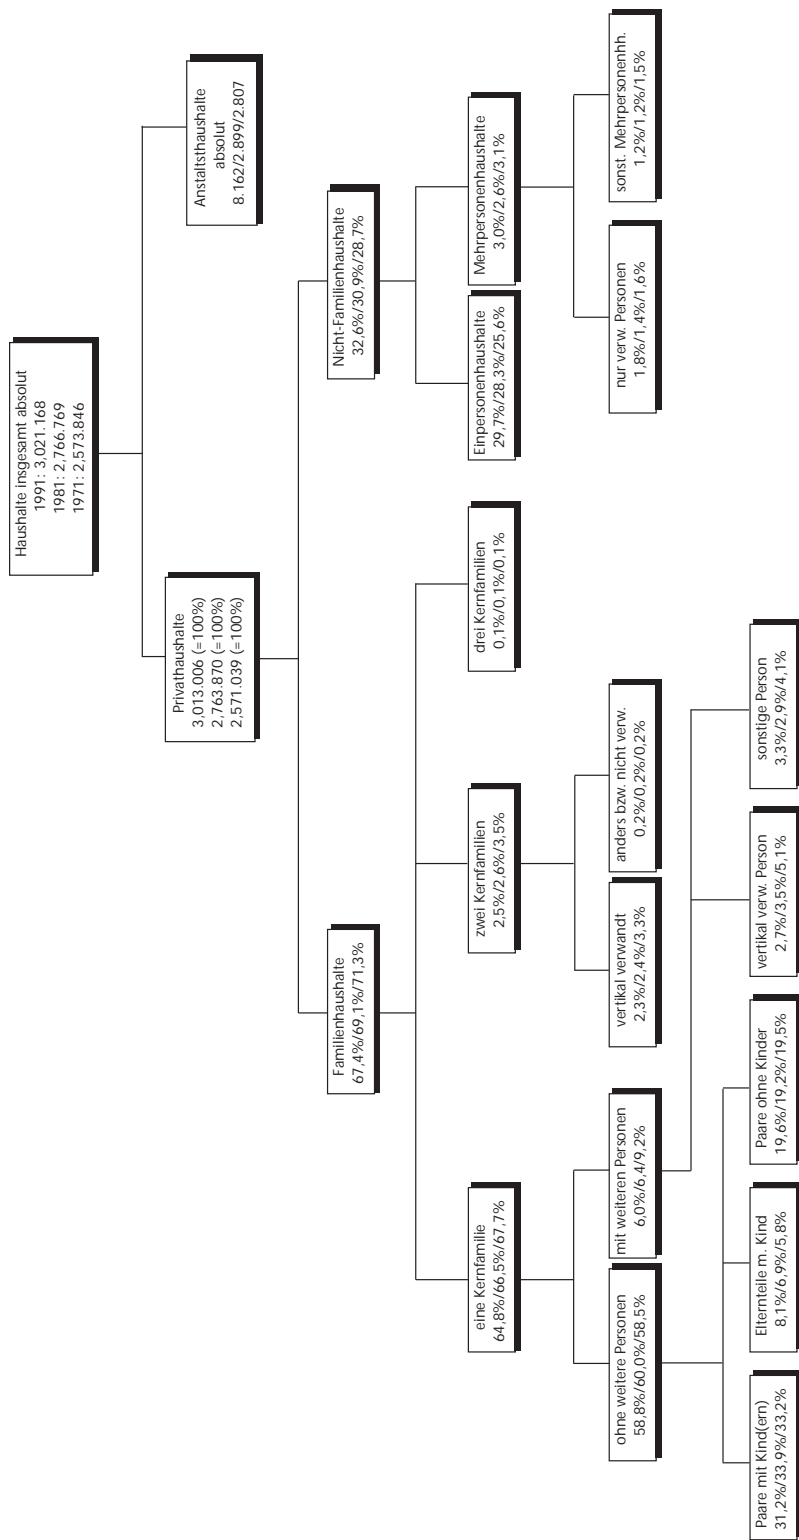 Haushalte insgesamt absolut
1991: 3,021.168
1981: 2,766.769
1971: 2,573.846
Privathaushalte
3,013.006 (=100%)
2,763.870 (=100%)
2,571.039 (=100%)
Anstaltsthaushalte
absolut
8.162/2.899/2.807
Familienhaushalte
67,4%/69,1%/71,3%
Nicht-Familienhaushalte
32,6%/30,9%/28,7%
eine Kernfamilie
64,8%/66,5%/67,7%
zwei Kernfamilien
2,5%/2,6%/3,5%
drei Kernfamilien
0,1%/0,1%/0,1%
Einpersonenhaushalte
29,7%/28,3%/25,6%
Mehrpersonenhaushalte
3,0%/2,6%/3,1%
ohne weitere Personen
58,8%/60,0%/58,5%
mit weiteren Personen
6,0%/6,4/9,2%
vertikal verwandt
2,3%/2,4%/3,3%
anders bzw. nicht verw.
0,2%/0,2%/0,2%
nur verw. Personen
1,8%/1,4%/1,6%
sonst. Mehrpersonenhh.
1,2%/1,2%/1,5%
Paare mit Kind(ern)
31,2%/33,9%/33,2%
Elternteile m. Kind
8,1%/6,9%/5,8%
Paare ohne Kinder
19,6%/19,2%/19,5%
vertikal verw. Person
2,7%/3,5%/5,1%
sonstige Person
3,3%/2,9%/4,1%